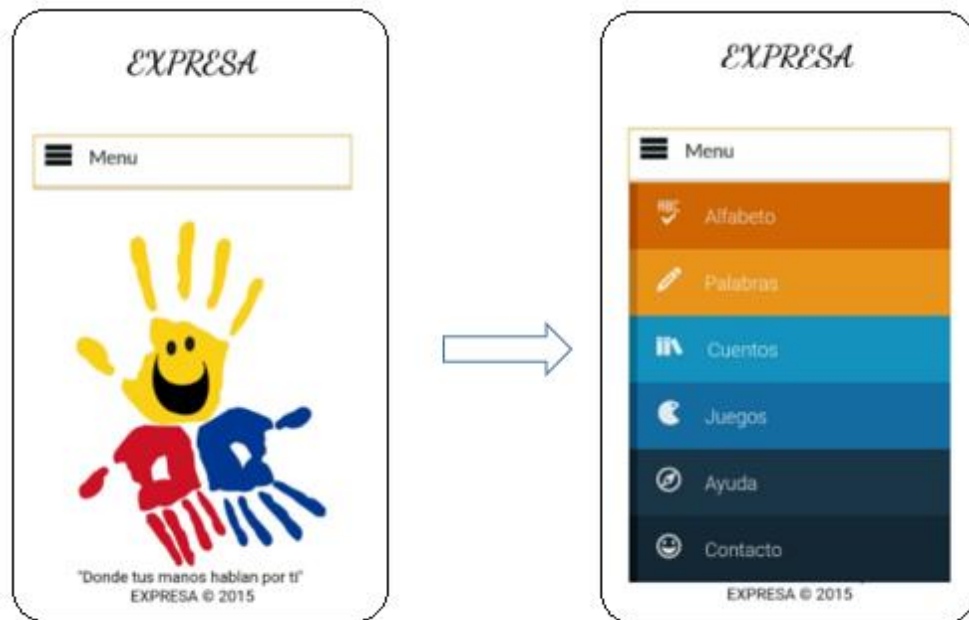 EXPRESA
Menu
"Donde tus manos hablan por ti"
EXPRESA © 2015
EXPRESA
Menu
ABC
Alfabeto
Palabras
Cuentos
Juegos
Ayuda
Contacto
EXPRESA © 2015